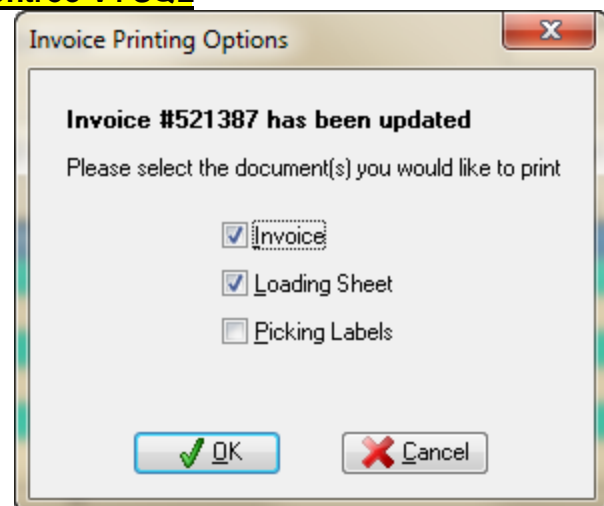 Invoice Printing Options
Invoice #521387 has been updated
Please select the document(s) you would like to print
Invoice
Loading Sheet
Picking Labels
OK
Cancel